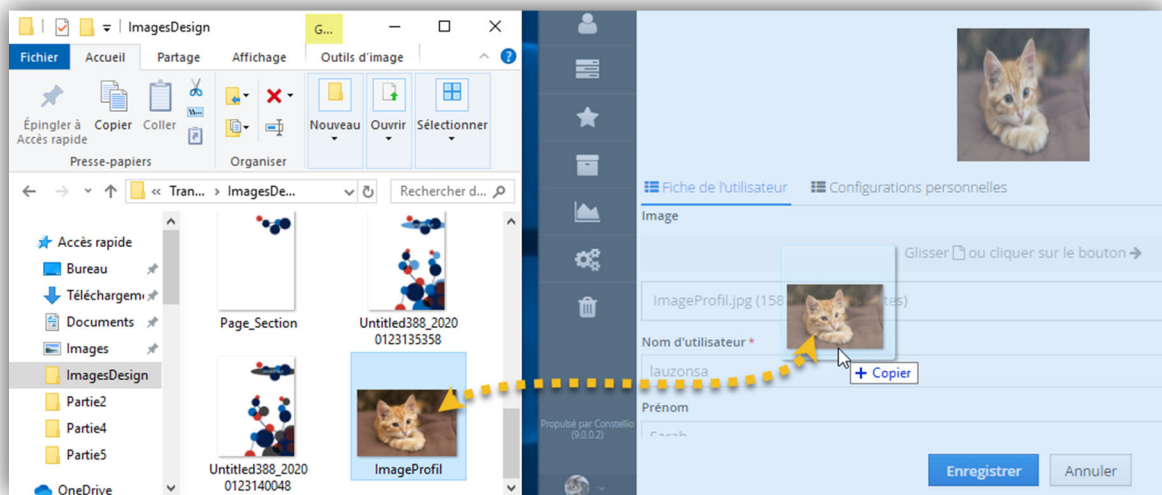 ImagesDesign
G...
Fichier
Accueil
Partage
Affichage
Outils d'image
Épingler à
Accès rapide
Copier
Coller
Nouveau
Ouvrir
Sélectionner
Presse-papiers
Organiser
« Tran... > ImagesDe...
Rechercher d...
Accès rapide
Bureau
Téléchargem
Documents
Images
ImagesDesign
Partie2
Partie4
Partie5
OneDrive
Page_Section
Untitled388_2020
0123135358
Untitled388_2020
0123140048
ImageProfil
Propulsé par Constellio
(9.0.0.2)
Fiche de l'utilisateur
Configurations personnelles
Image
Glisser ou cliquer sur le bouton
ImageProfil.jpg (158
Nom d'utilisateur *
lauzonsa
+ Copier
Prénom
Sarah
Enregistrer
Annuler